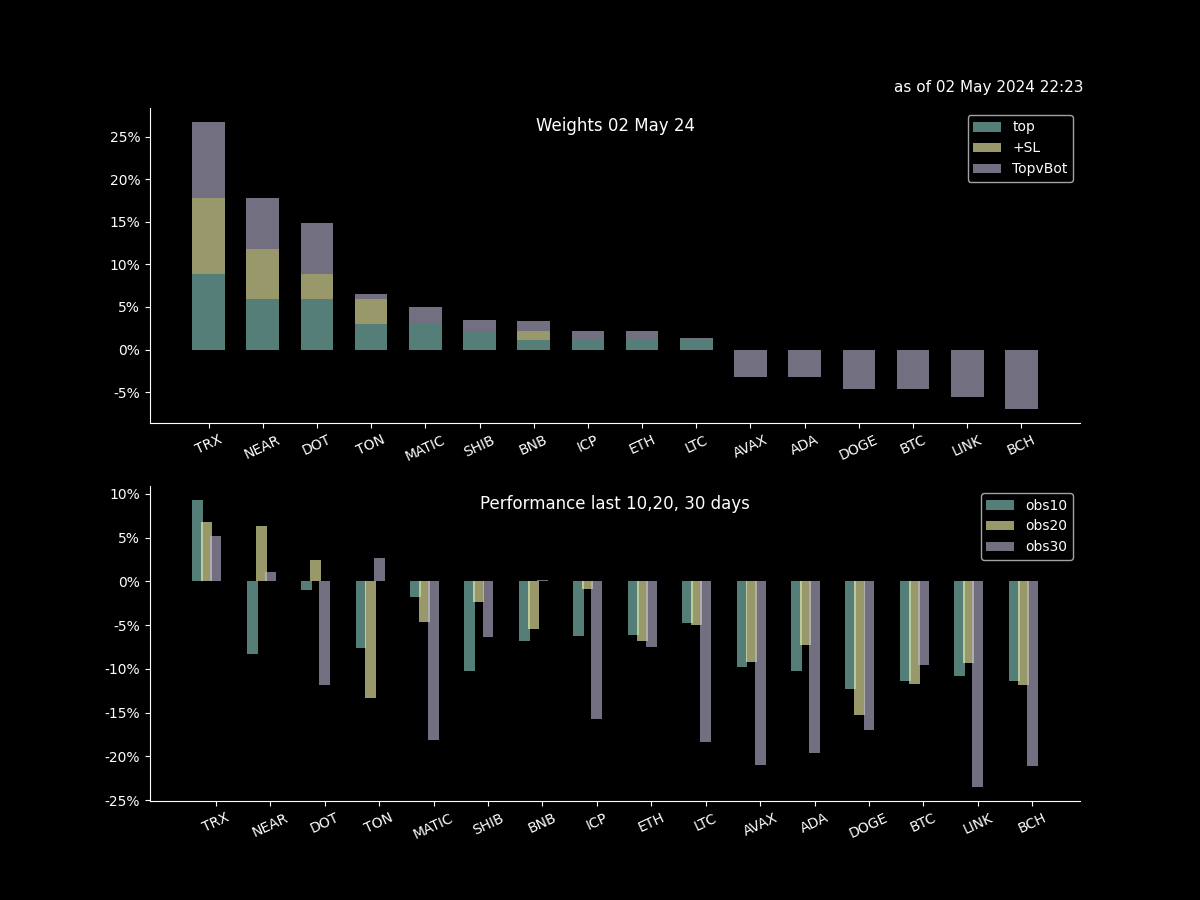 as of 02 May 2024 22:23
Weights 02 May 24
top
+SL
TopvBot
25%
20%
15%
10%
5%
0%
-5%
TRX NEAR DOT TON MATIC SHIB BNB ICP ETH LTC AVAX ADA DOGE BTC LINK BCH
Performance last 10,20, 30 days
obs10
obs20
obs30
10%
5%
0%
-5%
-10%
-15%
-20%
-25%
TRX NEAR DOT TON MATIC SHIB BNB ICP ETH LTC AVAX ADA DOGE BTC LINK BCH